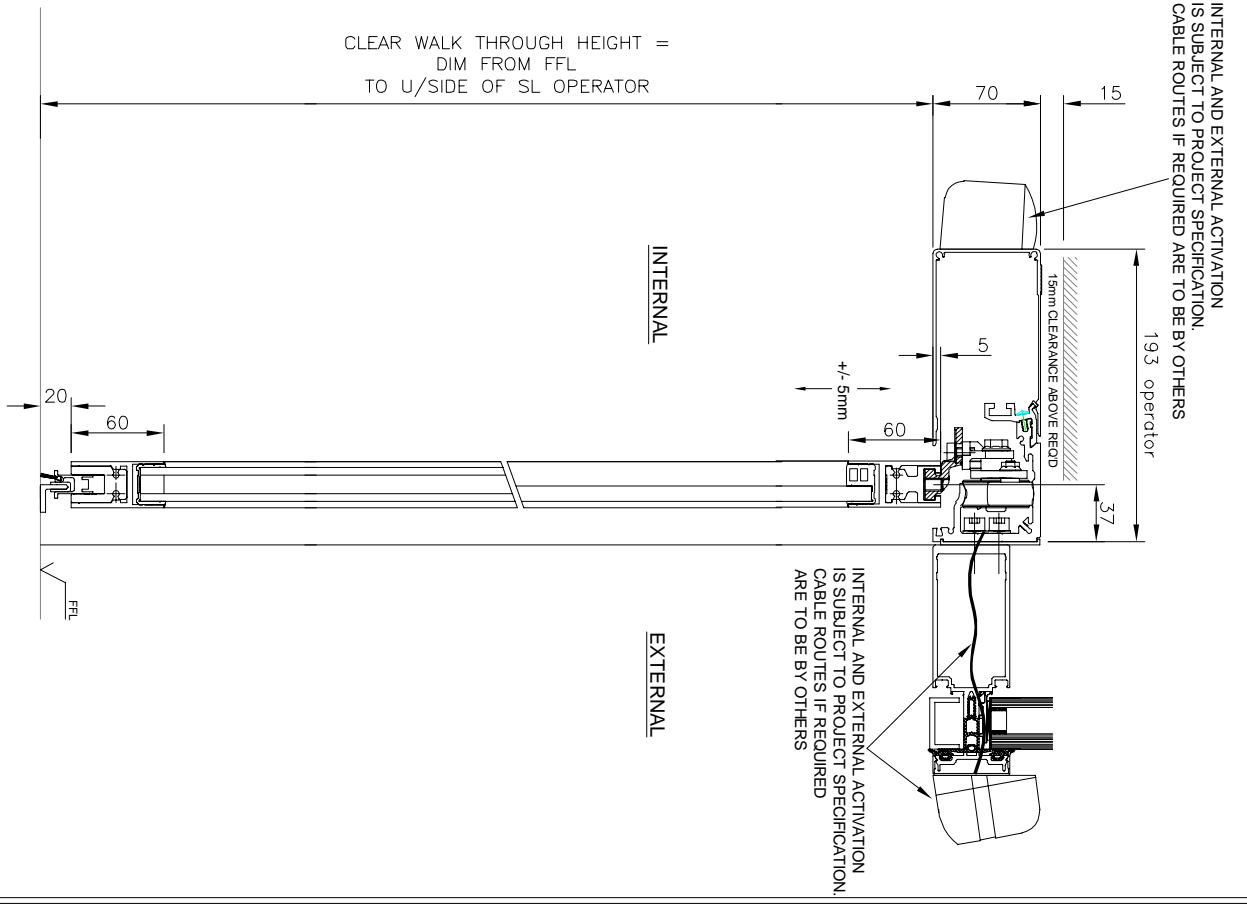 CLEAR WALK THROUGH HEIGHT =
DIM FROM FFL
TO U/SIDE OF SL OPERATOR
70
15
INTERNAL AND EXTERNAL ACTIVATION
IS SUBJECT TO PROJECT SPECIFICATION.
CABLE ROUTES IF REQUIRED ARE TO BE BY OTHERS
INTERNAL
15mm CLEARANCE ABOVE REQ'D
193 operator
5
+/- 5mm
20
60
60
37
FFL
EXTERNAL
INTERNAL AND EXTERNAL ACTIVATION
IS SUBJECT TO PROJECT SPECIFICATION.
CABLE ROUTES IF REQUIRED
ARE TO BE BY OTHERS